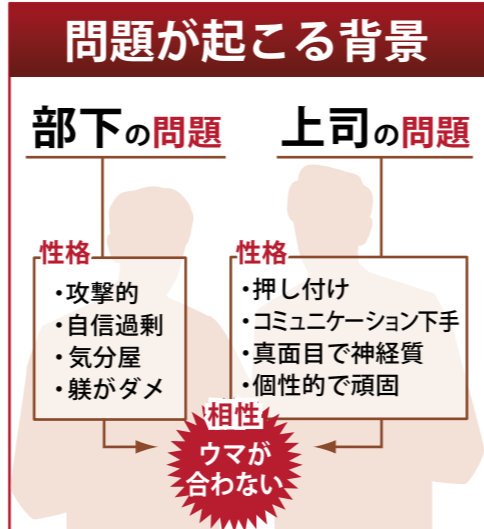 問題が起こる背景
部下の問題
性格
・攻撃的
・自信過剰
・気分屋
・躾がダメ
上司の問題
性格
・押し付け
・コミュニケーション下手
・真面目で神経質
・個性的で頑固
相性
ウマが
合わない